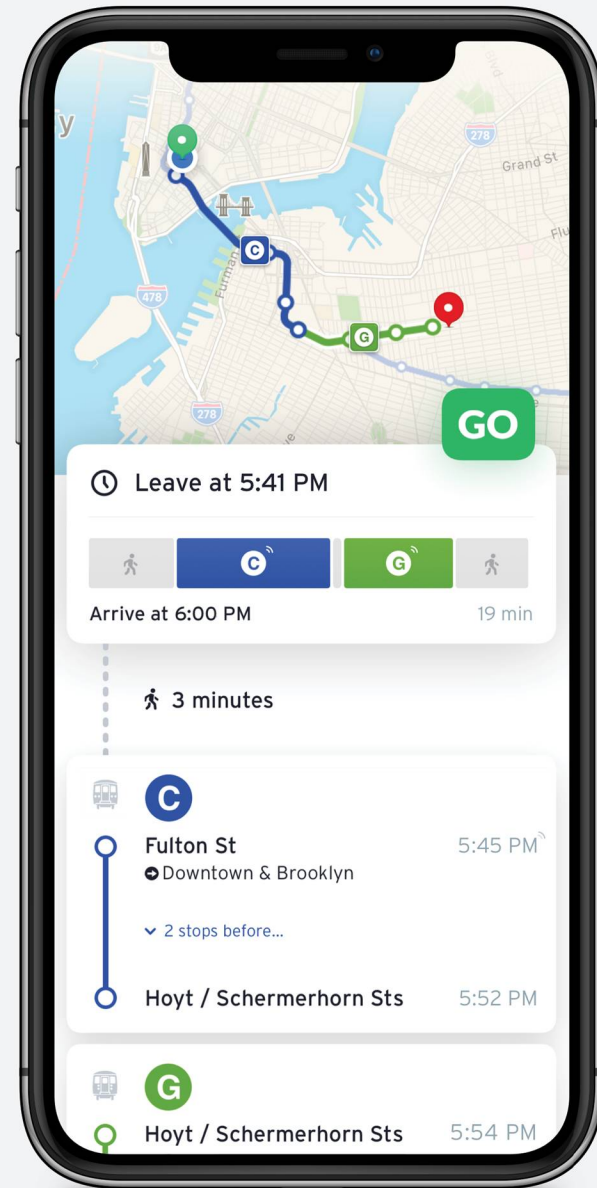 y
278
Grand St
Flu
C
Furman
478
G
278
GO
Leave at 5:41 PM
C
G
Arrive at 6:00 PM
19 min
3 minutes
C
Fulton St
5:45 PM
Downtown & Brooklyn
2 stops before...
Hoyt / Schermerhorn Sts
5:52 PM
G
Hoyt / Schermerhorn Sts
5:54 PM